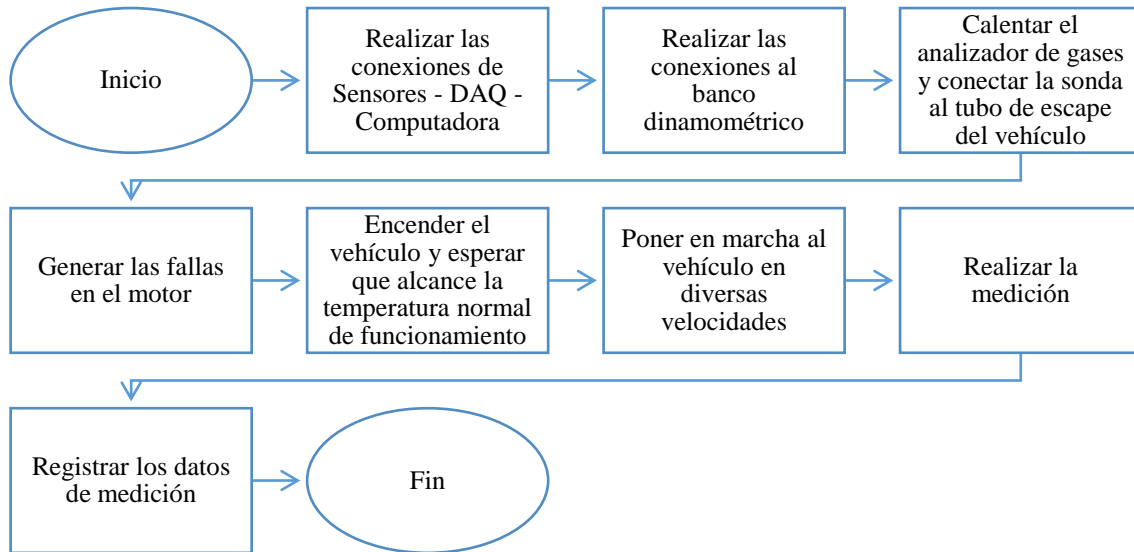 Inicio
Realizar las
conexiones de
Sensores - DAQ -
Computadora
Realizar las
conexiones al
banco
dinamométrico
Calentar el
analizador de gases
y conectar la sonda
al tubo de escape
del vehículo
Generar las fallas
en el motor
Encender el
vehículo y esperar
que alcance la
temperatura normal
de funcionamiento
Poner en marcha al
vehículo en
diversas
velocidades
Realizar la
medición
Registrar los datos
de medición
Fin